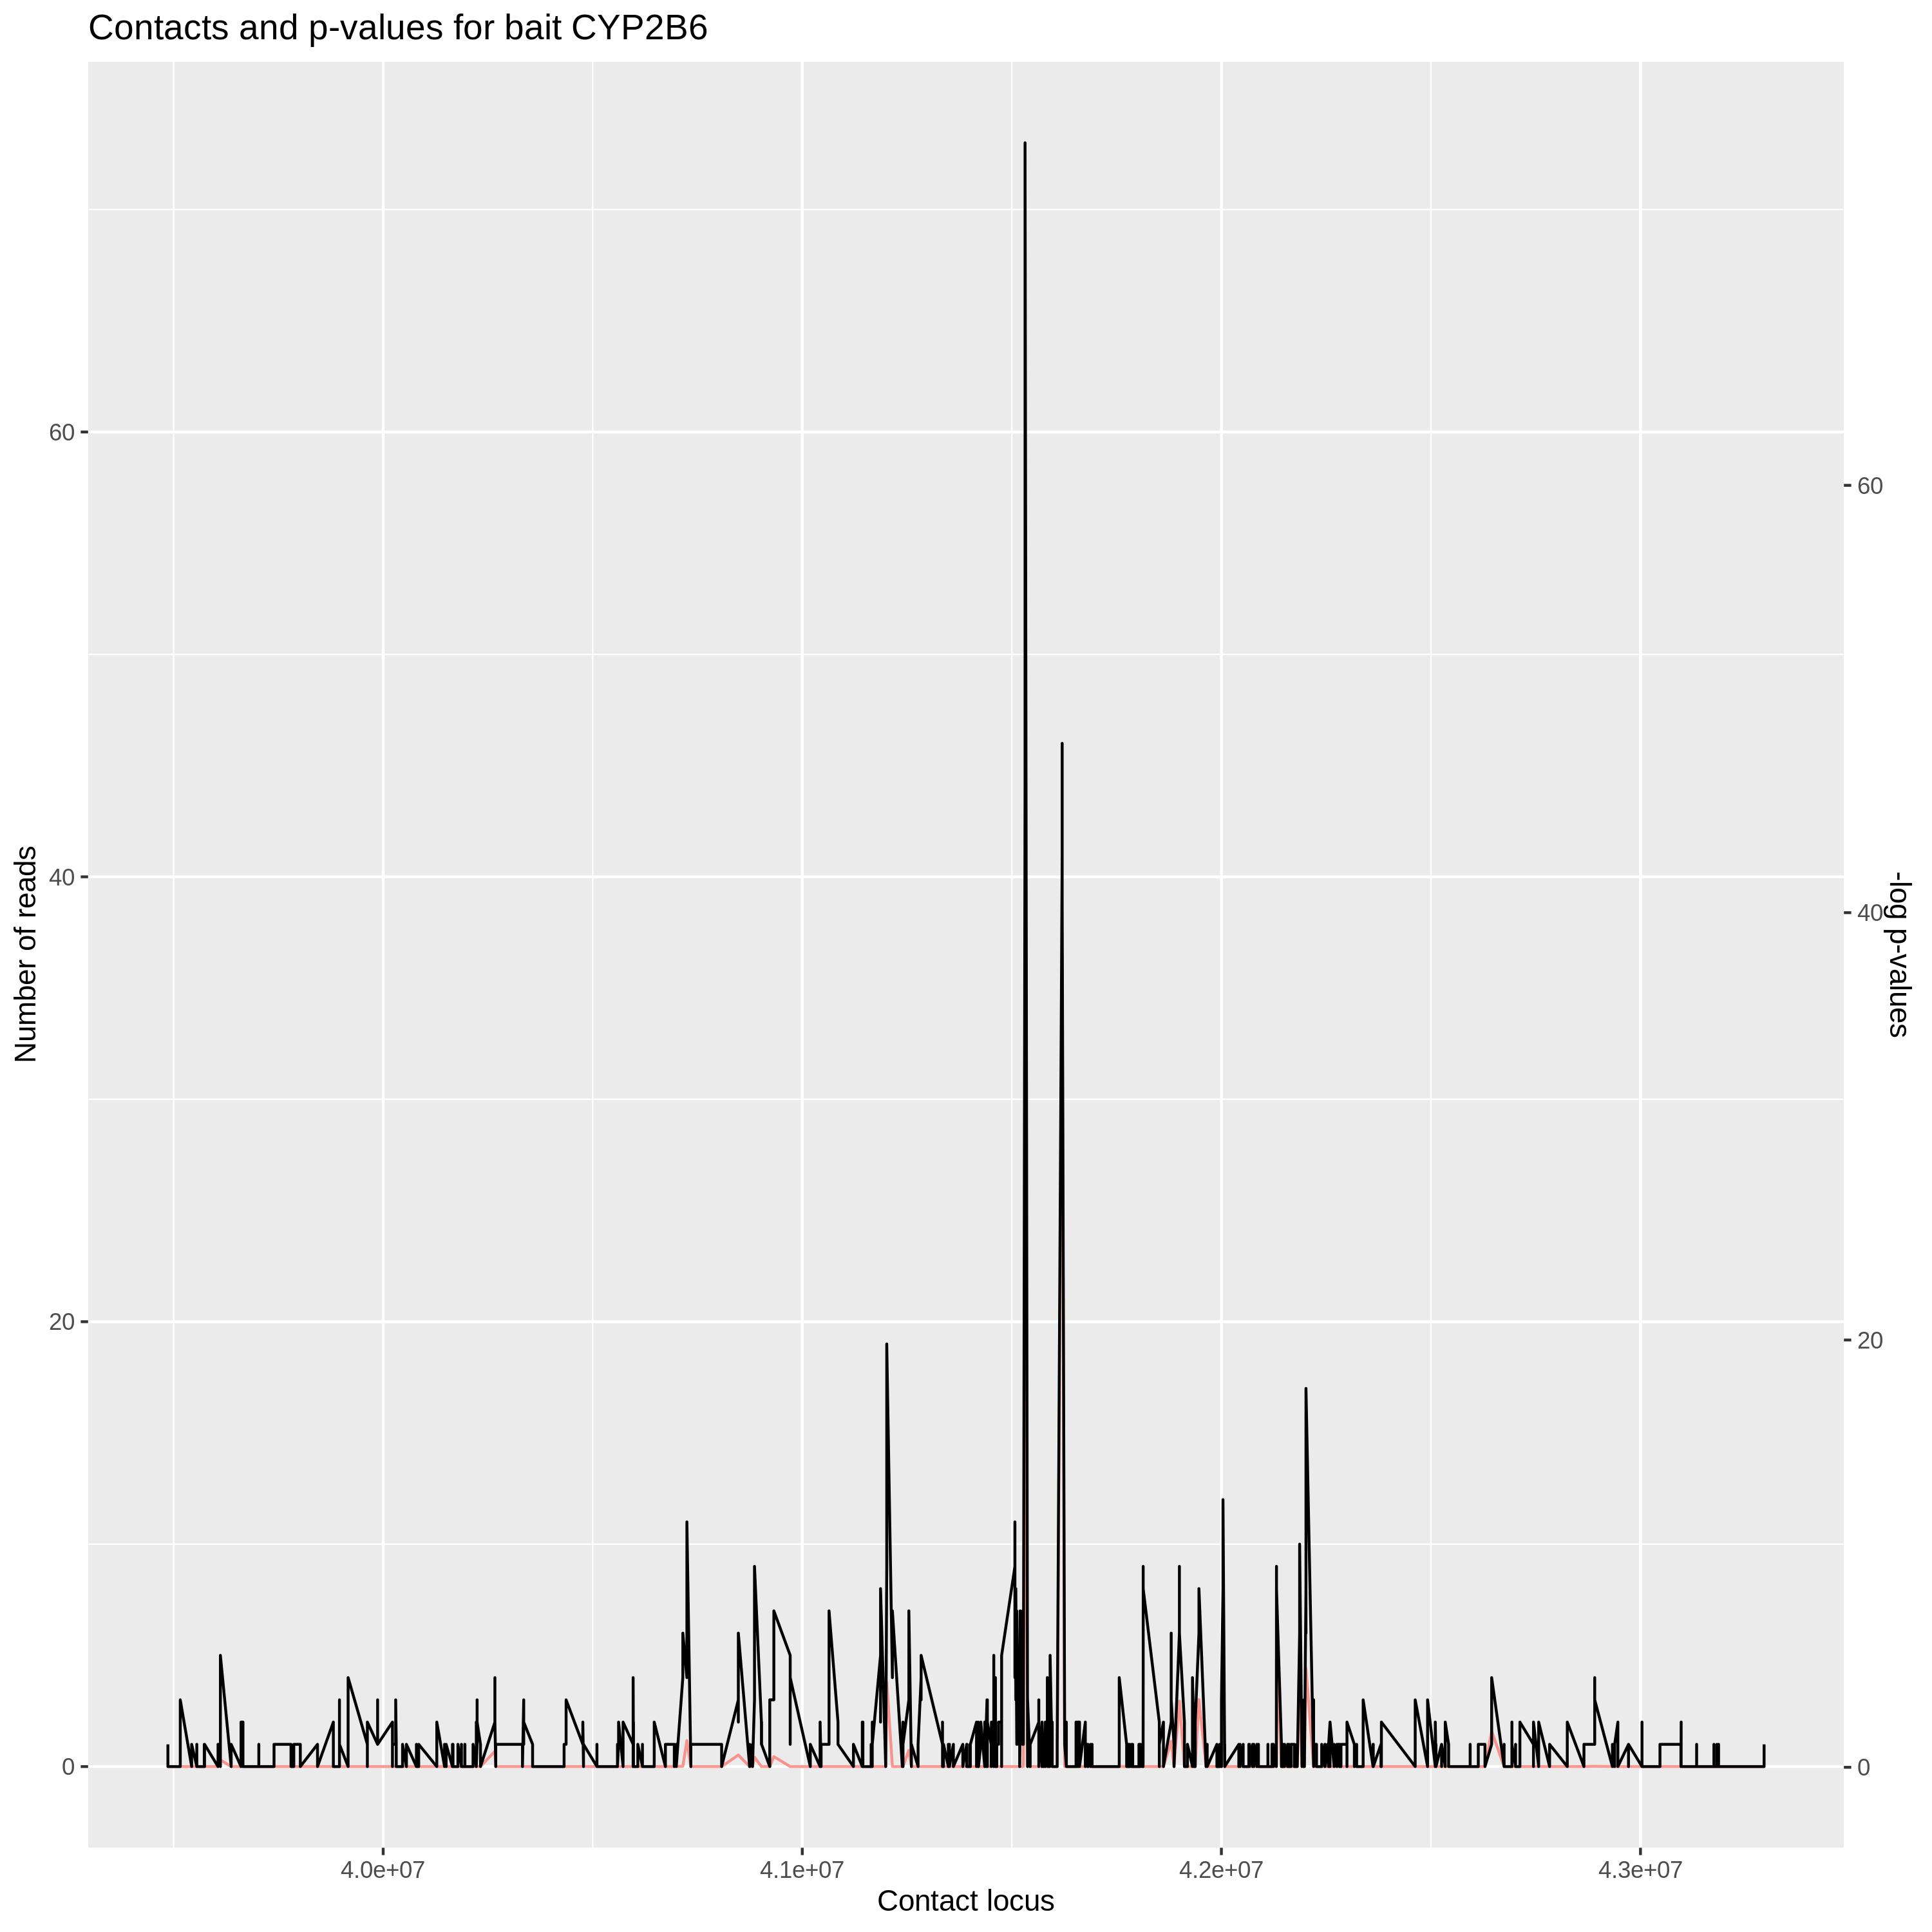 Contacts and p-values for bait CYP2B6
Number of reads
60
40
20
0
60
40
20
0
-log p-values
4.0e+07
4.1e+07
4.2e+07
4.3e+07
Contact locus